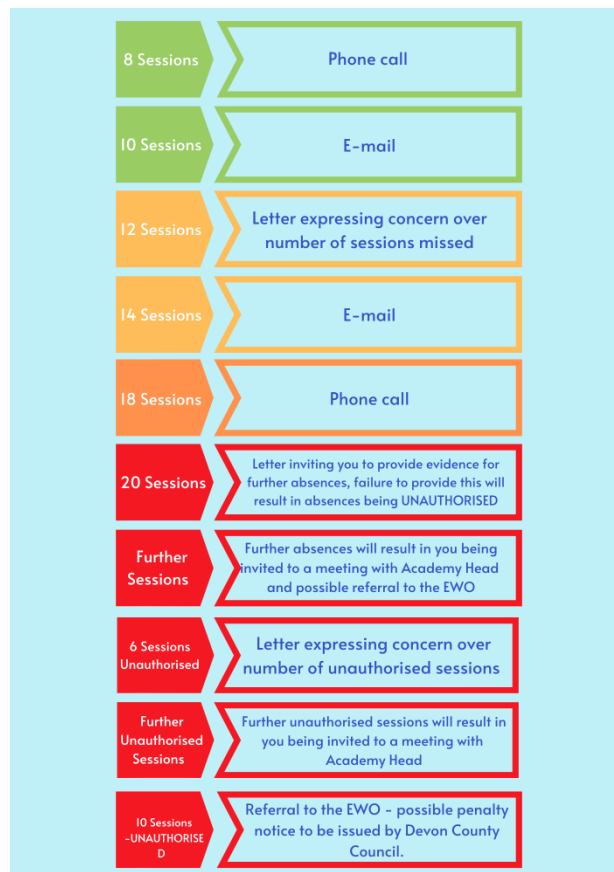 8 Sessions
Phone call
10 Sessions
E-mail
12 Sessions
Letter expressing concern over
number of sessions missed
14 Sessions
E-mail
18 Sessions
Phone call
20 Sessions
Letter inviting you to provide evidence for
further absences, failure to provide this will
result in absences being UNAUTHORISED
Further
Sessions
Further absences will result in you being
invited to a meeting with Academy Head
and possible referral to the EWO
6 Sessions
Unauthorised
Letter expressing concern over
number of unauthorised sessions
Further
Unauthorised
Sessions
Further unauthorised sessions will result in
you being invited to a meeting with
Academy Head
10 Sessions
-UNAUTHORISE
D
Referral to the EWO - possible penalty
notice to be issued by Devon County
Council.